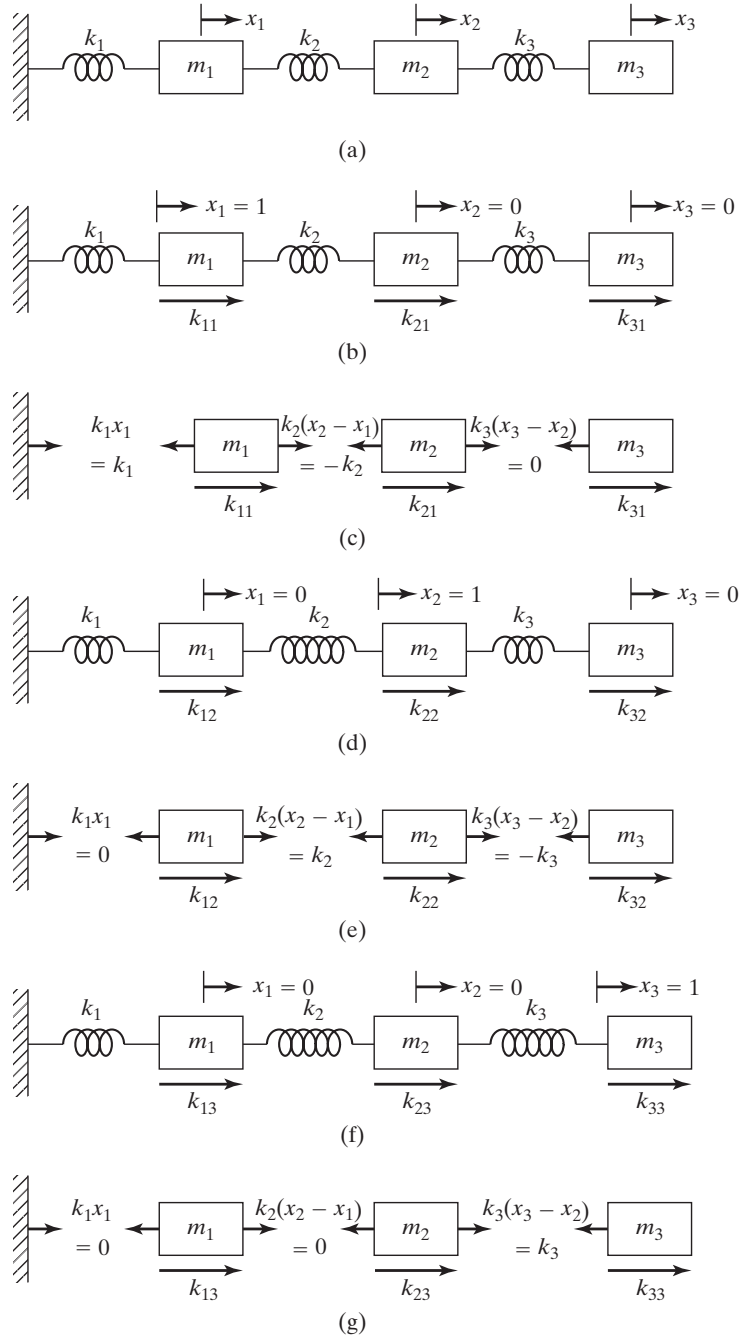 x₁ x₂ x₃
k₁ k₂ k₃
m₁ m₂ m₃
(a)
x₁ = 1 x₂ = 0 x₃ = 0
k₁ k₂ k₃
m₁ m₂ m₃
k₁₁ k₂₁ k₃₁
(b)
k₁x₁ k₂(x₂ − x₁) k₃(x₃ − x₂)
m₁ m₂ m₃
= k₁ = −k₂ = 0
k₁₁ k₂₁ k₃₁
(c)
x₁ = 0 x₂ = 1 x₃ = 0
k₁ k₂ k₃
m₁ m₂ m₃
k₁₂ k₂₂ k₃₂
(d)
k₁x₁ k₂(x₂ − x₁) k₃(x₃ − x₂)
m₁ m₂ m₃
= 0 = k₂ = −k₃
k₁₂ k₂₂ k₃₂
(e)
x₁ = 0 x₂ = 0 x₃ = 1
k₁ k₂ k₃
m₁ m₂ m₃
k₁₃ k₂₃ k₃₃
(f)
k₁x₁ k₂(x₂ − x₁) k₃(x₃ − x₂)
m₁ m₂ m₃
= 0 = 0 = k₃
k₁₃ k₂₃ k₃₃
(g)